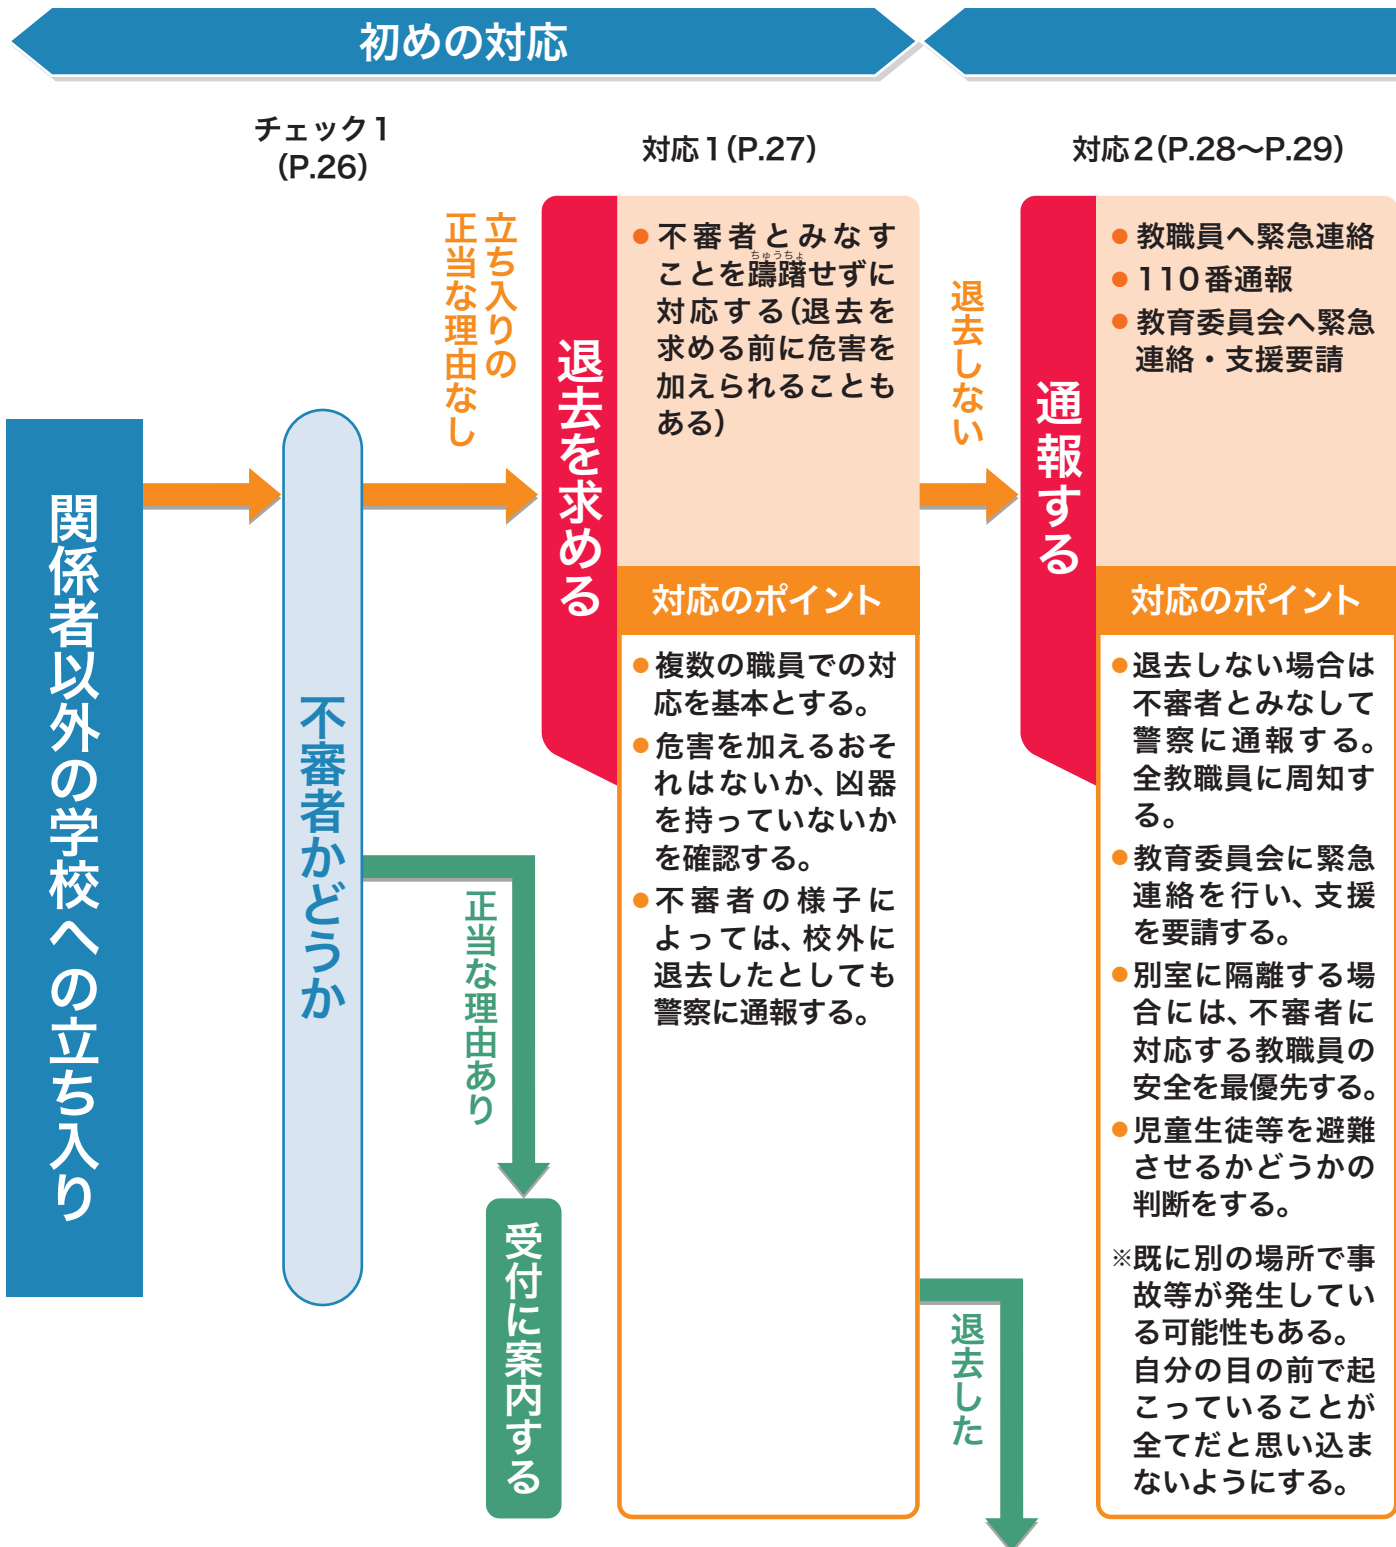 初めの対応
チェック1
(P.26)
対応1(P.27)
対応2(P.28〜P.29)
関係者以外の学校への立ち入り
不審者かどうか
立ち入りの
正当な理由なし
正当な理由あり
受付に案内する
退去を求める
●不審者とみなす
ちゅうちょ
ことを躊躇せずに
対応する(退去を
求める前に危害を
加えられることも
ある)
対応のポイント
●複数の職員での対
応を基本とする。
●危害を加えるおそ
れはないか、凶器
を持っていないか
を確認する。
●不審者の様子に
よっては、校外に
退去したとしても
警察に通報する。
退去しない
退去した
通報する
●教職員へ緊急連絡
●110番通報
●教育委員会へ緊急
連絡・支援要請
対応のポイント
●退去しない場合は
不審者とみなして
警察に通報する。
全教職員に周知す
る。
●教育委員会に緊急
連絡を行い、支援
を要請する。
●別室に隔離する場
合には、不審者に
対応する教職員の
安全を最優先する。
●児童生徒等を避難
させるかどうかの
判断をする。
※既に別の場所で事
故等が発生してい
る可能性もある。
自分の目の前で起
こっていることが
全てだと思い込ま
ないようにする。